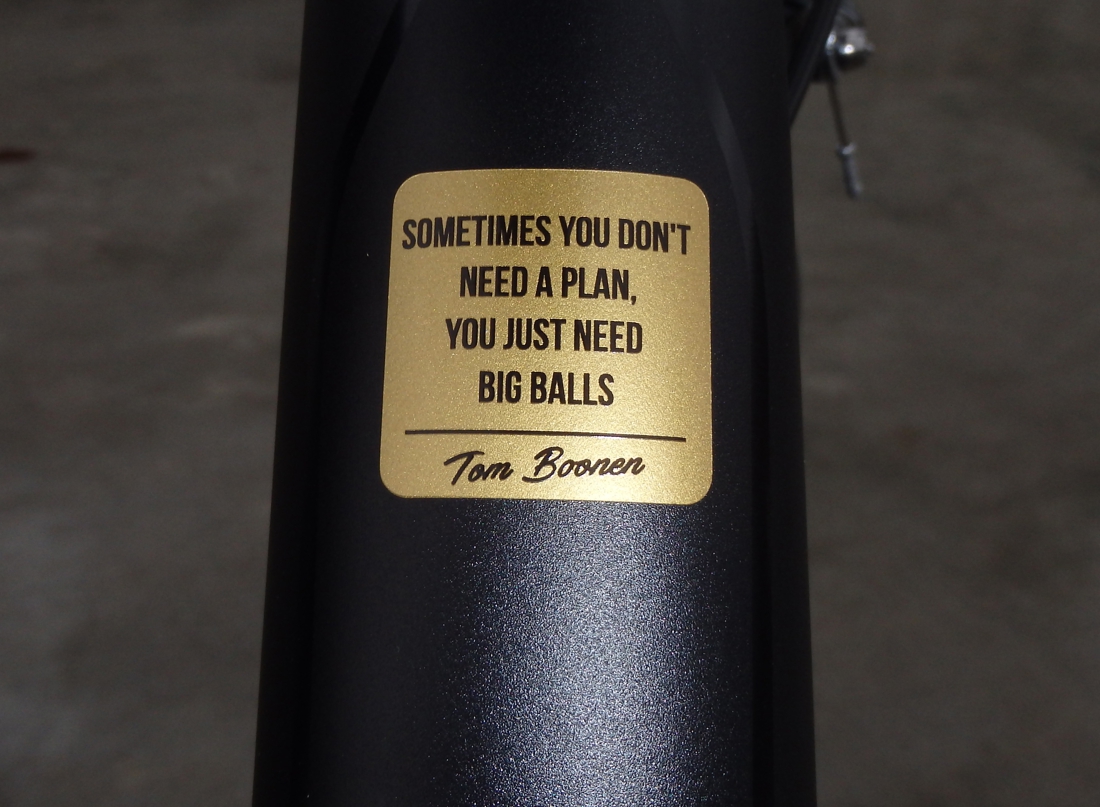 SOMETIMES YOU DON'T
NEED A PLAN,
YOU JUST NEED
BIG BALLS
Tom Boonen